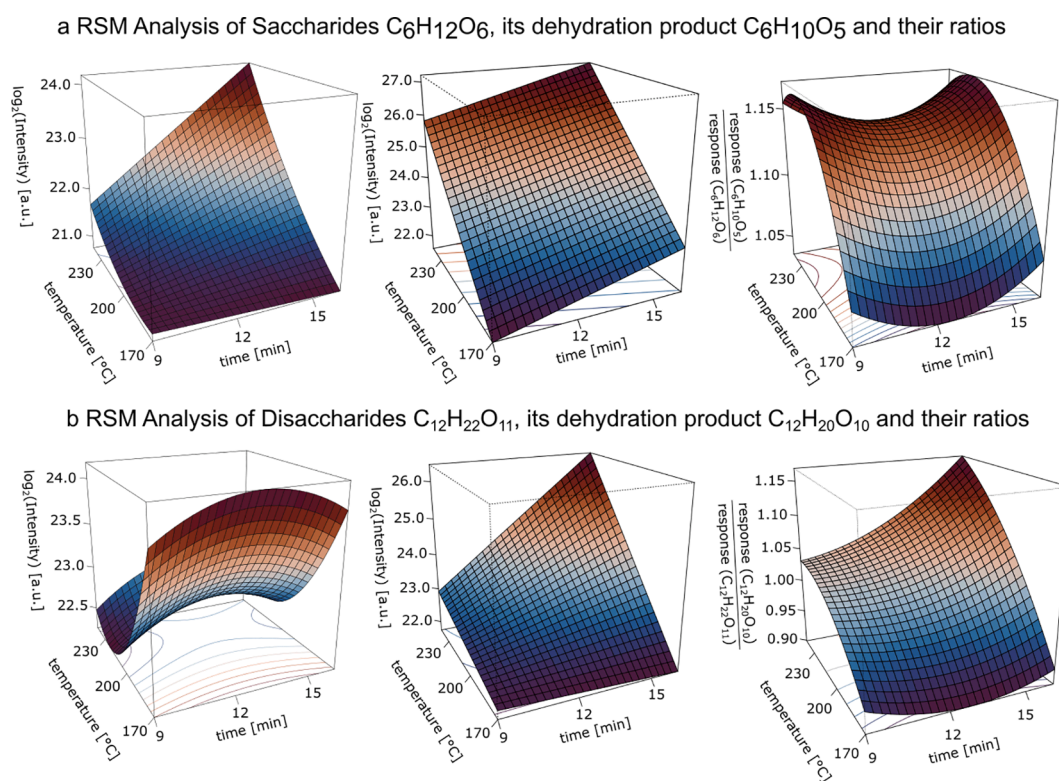 a RSM Analysis of Saccharides C6H12O6, its dehydration product C6H10O5 and their ratios
log2(Intensity) [a.u.]
24.0
23.0
22.0
21.0
230
200
170
temperature [°C]
9
12
15
time [min]
log2(Intensity) [a.u.]
27.0
26.0
25.0
24.0
23.0
22.0
230
200
170
temperature [°C]
9
12
15
time [min]
response (C6H10O5)
response (C6H12O6)
1.15
1.10
1.05
230
200
170
temperature [°C]
9
12
15
time [min]
b RSM Analysis of Disaccharides C12H22O11, its dehydration product C12H20O10 and their ratios
log2(Intensity) [a.u.]
24.0
23.5
23.0
22.5
230
200
170
temperature [°C]
9
12
15
time [min]
log2(Intensity) [a.u.]
26.0
25.0
24.0
23.0
22.0
230
200
170
temperature [°C]
9
12
15
time [min]
response (C12H20O10)
response (C12H22O11)
1.15
1.10
1.05
1.00
0.95
0.90
230
200
170
temperature [°C]
9
12
15
time [min]